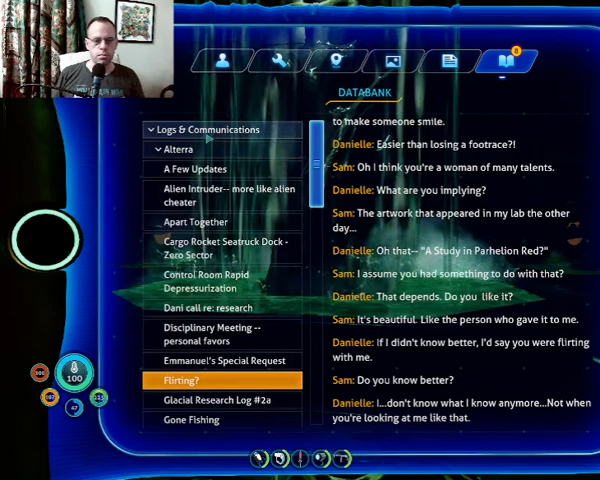 8
DATABANK
Logs & Communications
Alterra
A Few Updates
Alien Intruder-- more like alien
cheater
Apart Together
Cargo Rocket Seatruck Dock -
Zero Sector
Control Room Rapid
Depressurization
Dani call re: research
Disciplinary Meeting --
personal favors
Emmanuel's Special Request
Flirting?
Glacial Research Log #2a
Gone Fishing
to make someone smile.
Danielle: Easier than losing a footrace?!
Sam: Oh I think you're a woman of many talents.
Danielle: What are you implying?
Sam: The artwork that appeared in my lab the other
day...
Danielle: Oh that-- "A Study in Parhelion Red?"
Sam: I assume you had something to do with that?
Danielle: That depends. Do you like it?
Sam: It's beautiful. Like the person who gave it to me.
Danielle: If I didn't know better, I'd say you were flirting
with me.
Sam: Do you know better?
Danielle: I...don't know what I know anymore...Not when
you're looking at me like that.
100
47